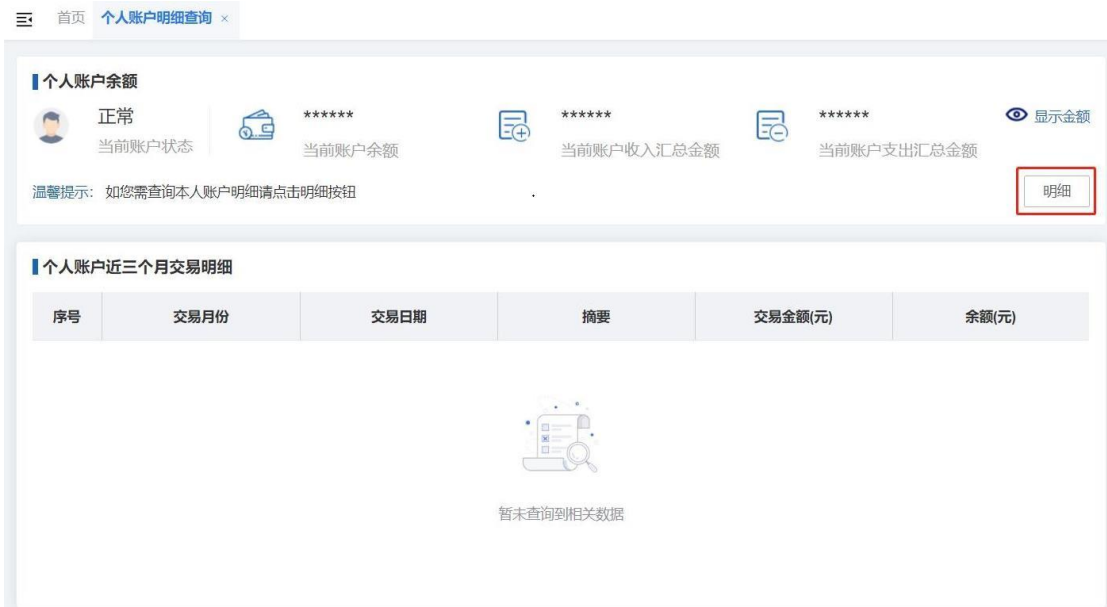 首页 个人账户明细查询 ×
个人账户余额
正常 ****** ****** ****** 显示金额
当前账户状态 当前账户余额 当前账户收入汇总金额 当前账户支出汇总金额
温馨提示： 如您需查询本人账户明细请点击明细按钮 . 明细
个人账户近三个月交易明细
序号 交易月份 交易日期 摘要 交易金额(元) 余额(元)
暂未查询到相关数据